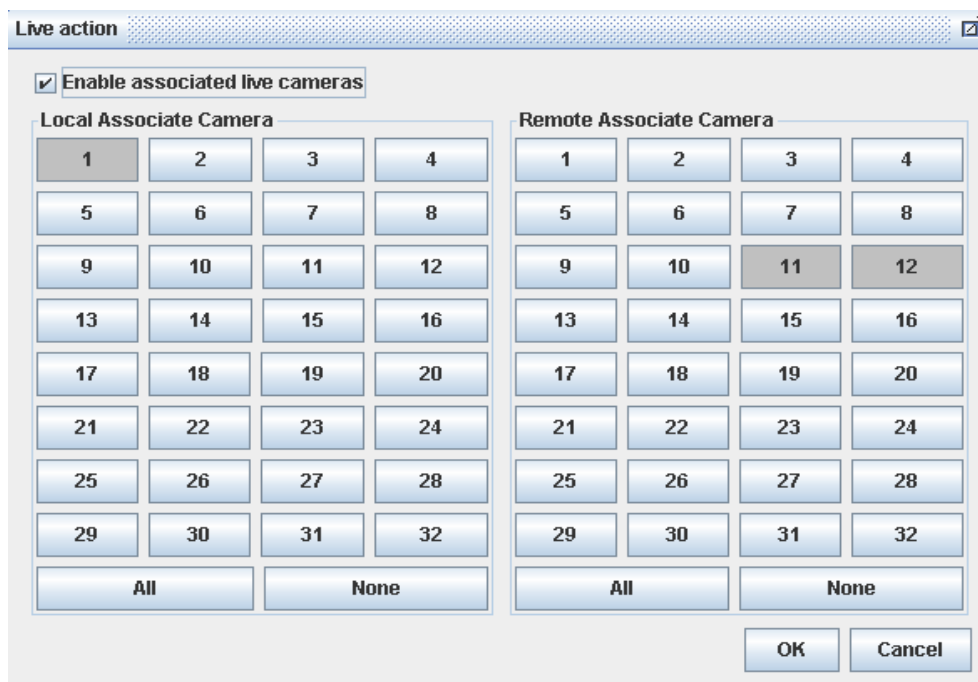 Live action
Enable associated live cameras
Local Associate Camera
1 2 3 4
5 6 7 8
9 10 11 12
13 14 15 16
17 18 19 20
21 22 23 24
25 26 27 28
29 30 31 32
All None
Remote Associate Camera
1 2 3 4
5 6 7 8
9 10 11 12
13 14 15 16
17 18 19 20
21 22 23 24
25 26 27 28
29 30 31 32
All None
OK Cancel